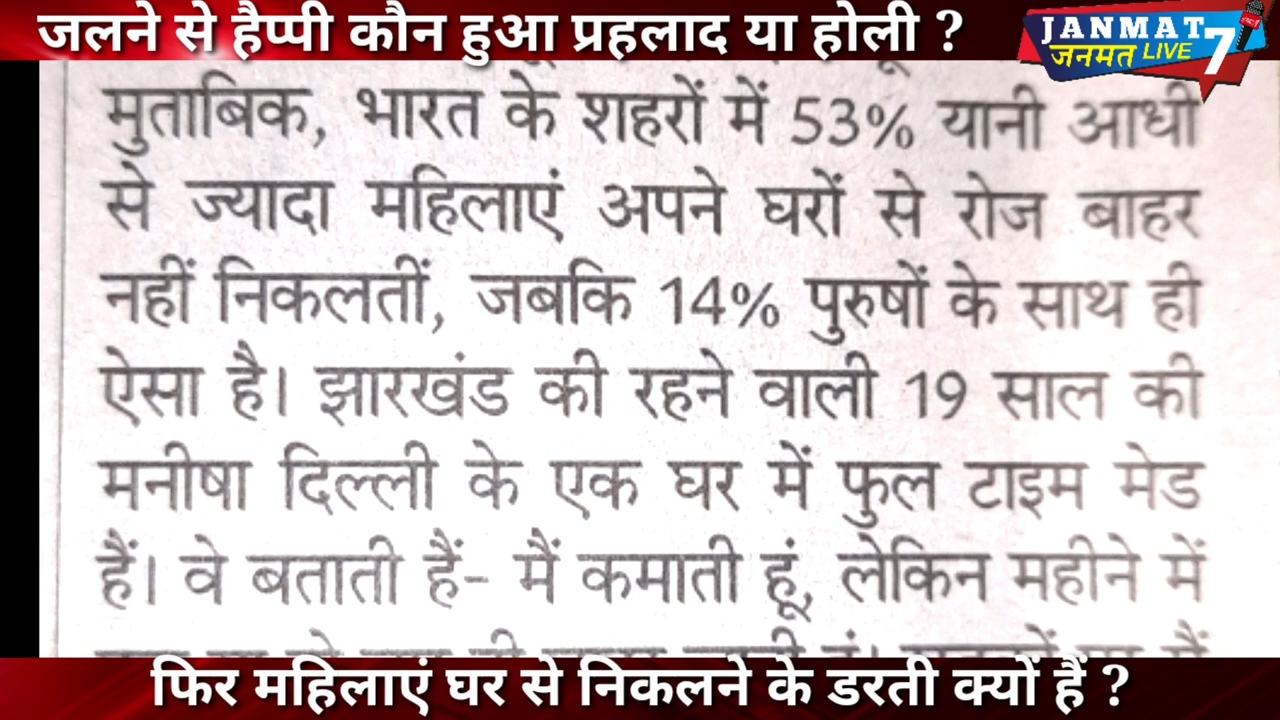 जलने से हैप्पी कौन हुआ प्रहलाद या होली ?
JANMAT
जनमत LIVE 7
मुताबिक, भारत के शहरों में 53% यानी आधी
से ज्यादा महिलाएं अपने घरों से रोज बाहर
नहीं निकलतीं, जबकि 14% पुरुषों के साथ ही
ऐसा है। झारखंड की रहने वाली 19 साल की
मनीषा दिल्ली के एक घर में फुल टाइम मेड
हैं। वे बताती हैं- मैं कमाती हूं, लेकिन महीने में
फिर महिलाएं घर से निकलने के डरती क्यों हैं ?